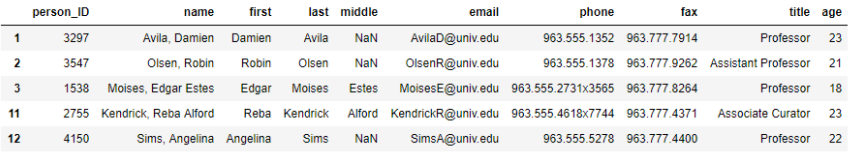 person_ID name first last middle email phone fax title age
1 3297 Avila, Damien Damien Avila NaN AvilaD@univ.edu 963.555.1352 963.777.7914 Professor 23
2 3547 Olsen, Robin Robin Olsen NaN OlsenR@univ.edu 963.555.1378 963.777.9262 Assistant Professor 21
3 1538 Moises, Edgar Estes Edgar Moises Estes MoisesE@univ.edu 963.555.2731x3565 963.777.8264 Professor 18
11 2755 Kendrick, Reba Alford Reba Kendrick Alford KendrickR@univ.edu 963.555.4618x7744 963.777.4371 Associate Curator 23
12 4150 Sims, Angelina Angelina Sims NaN SimsA@univ.edu 963.555.5278 963.777.4400 Professor 22